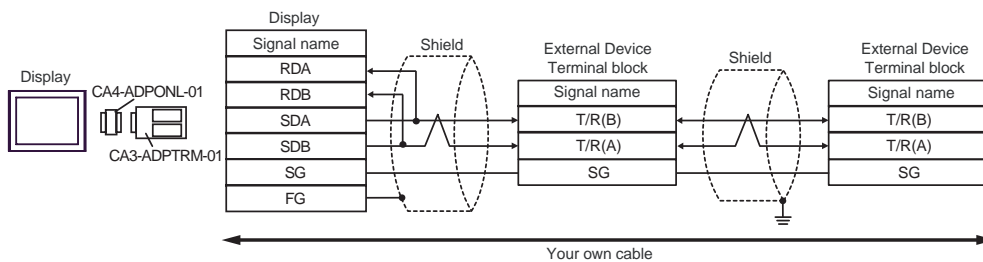 Display
CA4-ADPONL-01
CA3-ADPTRM-01
Display
Signal name
RDA
RDB
SDA
SDB
SG
FG
Shield
External Device
Terminal block
Signal name
T/R(B)
T/R(A)
SG
Shield
External Device
Terminal block
Signal name
T/R(B)
T/R(A)
SG
Your own cable